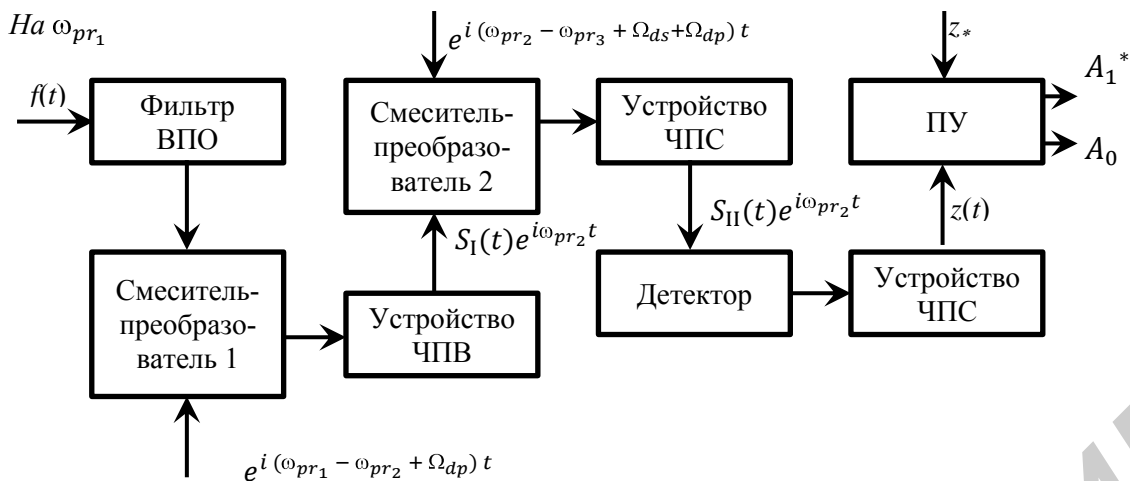 На ω_{pr_1}
f(t)
Фильтр
ВПО
Смеситель-
преобразо-
ватель 1
e^{i (ω_{pr_1} − ω_{pr_2} + Ω_{dp}) t}
Устройство
ЧПВ
S_I(t)e^{iω_{pr_2}t}
e^{i (ω_{pr_2} − ω_{pr_3} + Ω_{ds}+Ω_{dp}) t}
Смеситель-
преобразо-
ватель 2
Устройство
ЧПС
S_{II}(t)e^{iω_{pr_2}t}
Детектор
Устройство
ЧПС
z(t)
z_*
ПУ
A_1^*
A_0